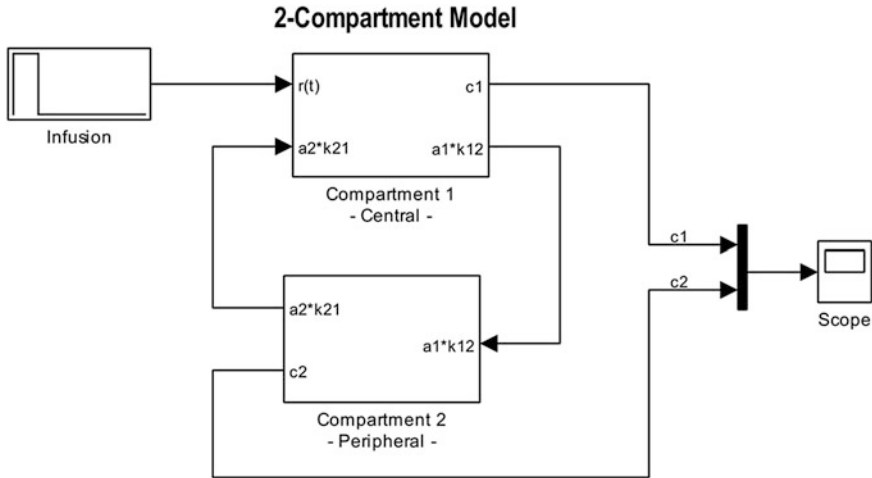 2-Compartment Model
Infusion
r(t)
c1
a2*k21
a1*k12
Compartment 1
- Central -
c1
c2
Scope
a2*k21
a1*k12
c2
Compartment 2
- Peripheral -